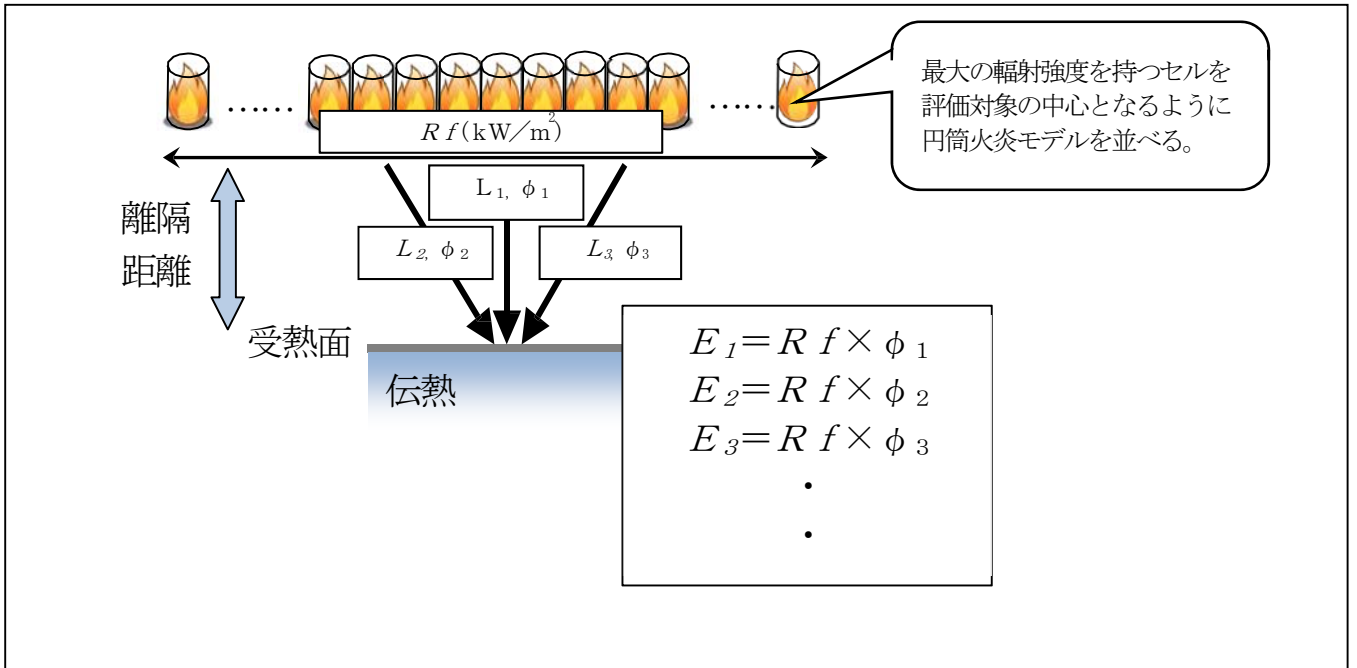 最大の輻射強度を持つセルを
評価対象の中心となるように
円筒火炎モデルを並べる。
……
……
Rf(kW/m²)
L₁, φ₁
L₂, φ₂
L₃, φ₃
離隔
距離
受熱面
伝熱
E₁=Rf×φ₁
E₂=Rf×φ₂
E₃=Rf×φ₃
・
・